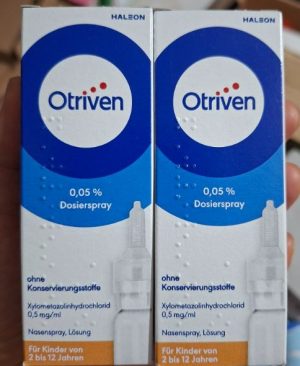 HALEON
Otriven
0,05 %
Dosierspray
ohne
Konservierungsstoffe
Xylometazolinhydrochlorid
0,5 mg/ml
Nasenspray, Lösung
Für Kinder von
2 bis 12 Jahren
HALEON
Otriven
0,05 %
Dosierspray
ohne
Konservierungsstoffe
Xylometazolinhydrochlorid
0,5 mg/ml
Nasenspray, Lösung
Für Kinder von
2 bis 12 Jahren